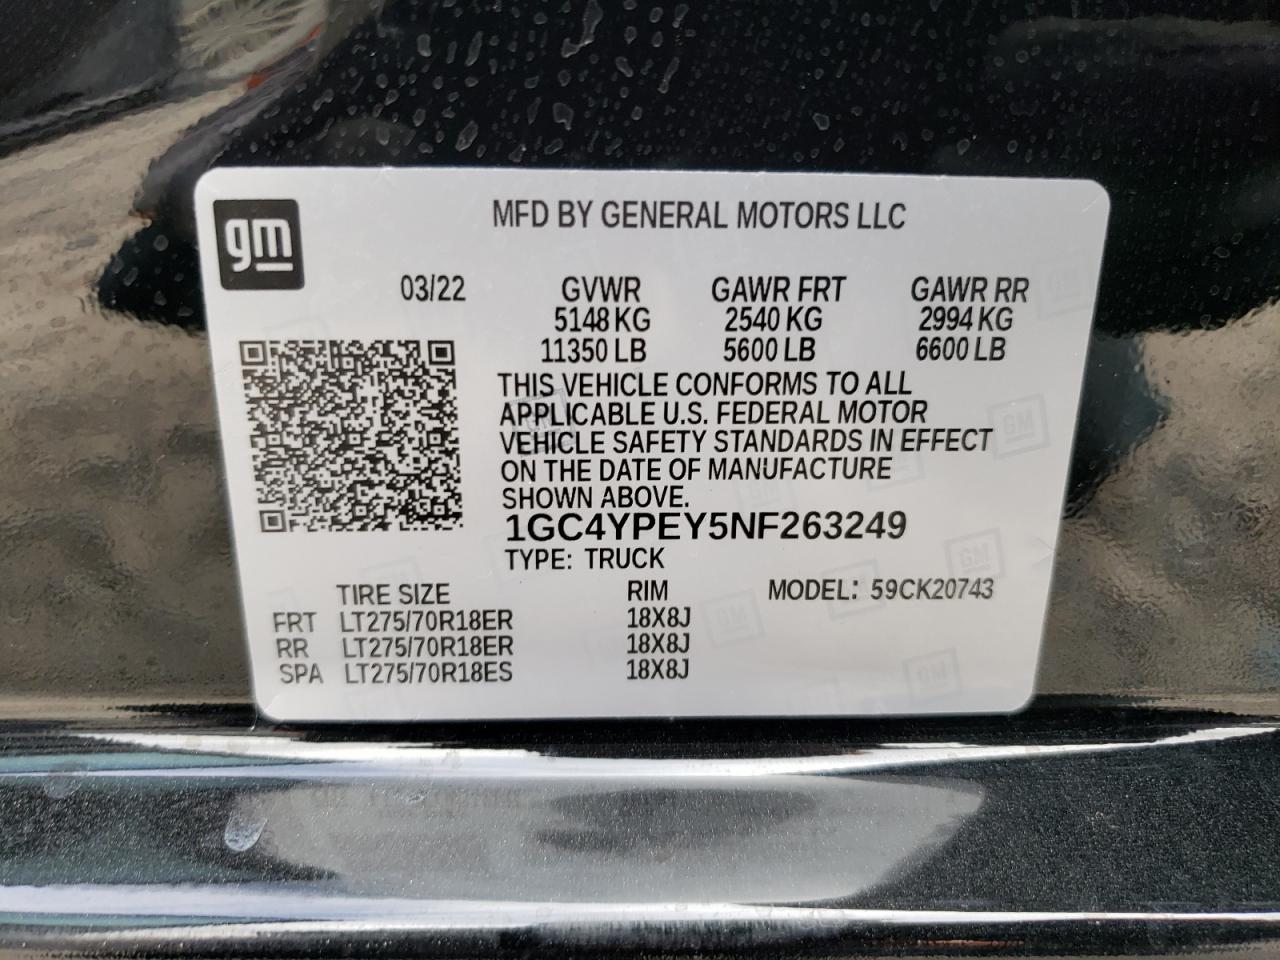 gm
MFD BY GENERAL MOTORS LLC
03/22 GVWR GAWR FRT GAWR RR
5148 KG 2540 KG 2994 KG
11350 LB 5600 LB 6600 LB
THIS VEHICLE CONFORMS TO ALL
APPLICABLE U.S. FEDERAL MOTOR
VEHICLE SAFETY STANDARDS IN EFFECT
ON THE DATE OF MANUFACTURE
SHOWN ABOVE.
1GC4YPEY5NF263249
TYPE: TRUCK
TIRE SIZE RIM MODEL: 59CK20743
FRT LT275/70R18ER 18X8J
RR LT275/70R18ER 18X8J
SPA LT275/70R18ES 18X8J